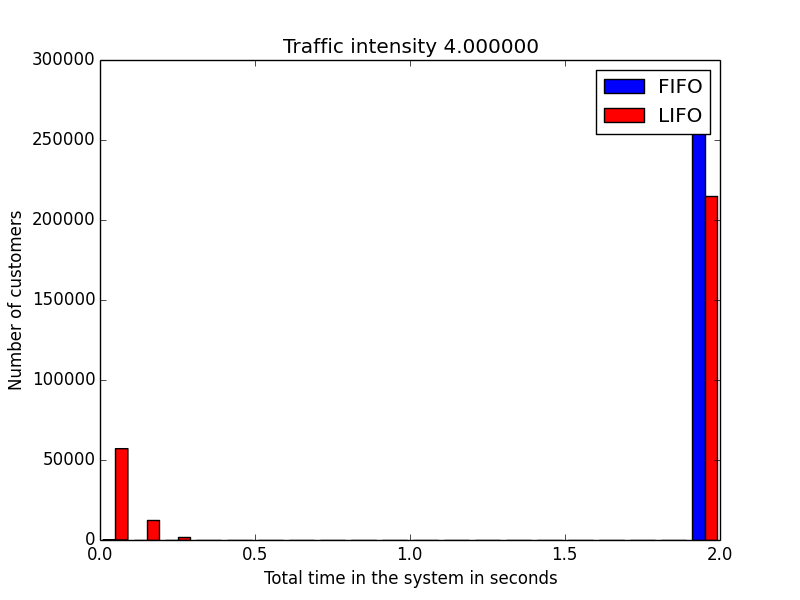 Traffic intensity 4.000000
FIFO
LIFO
300000
250000
200000
150000
100000
50000
0
Number of customers
0.0 0.5 1.0 1.5 2.0
Total time in the system in seconds